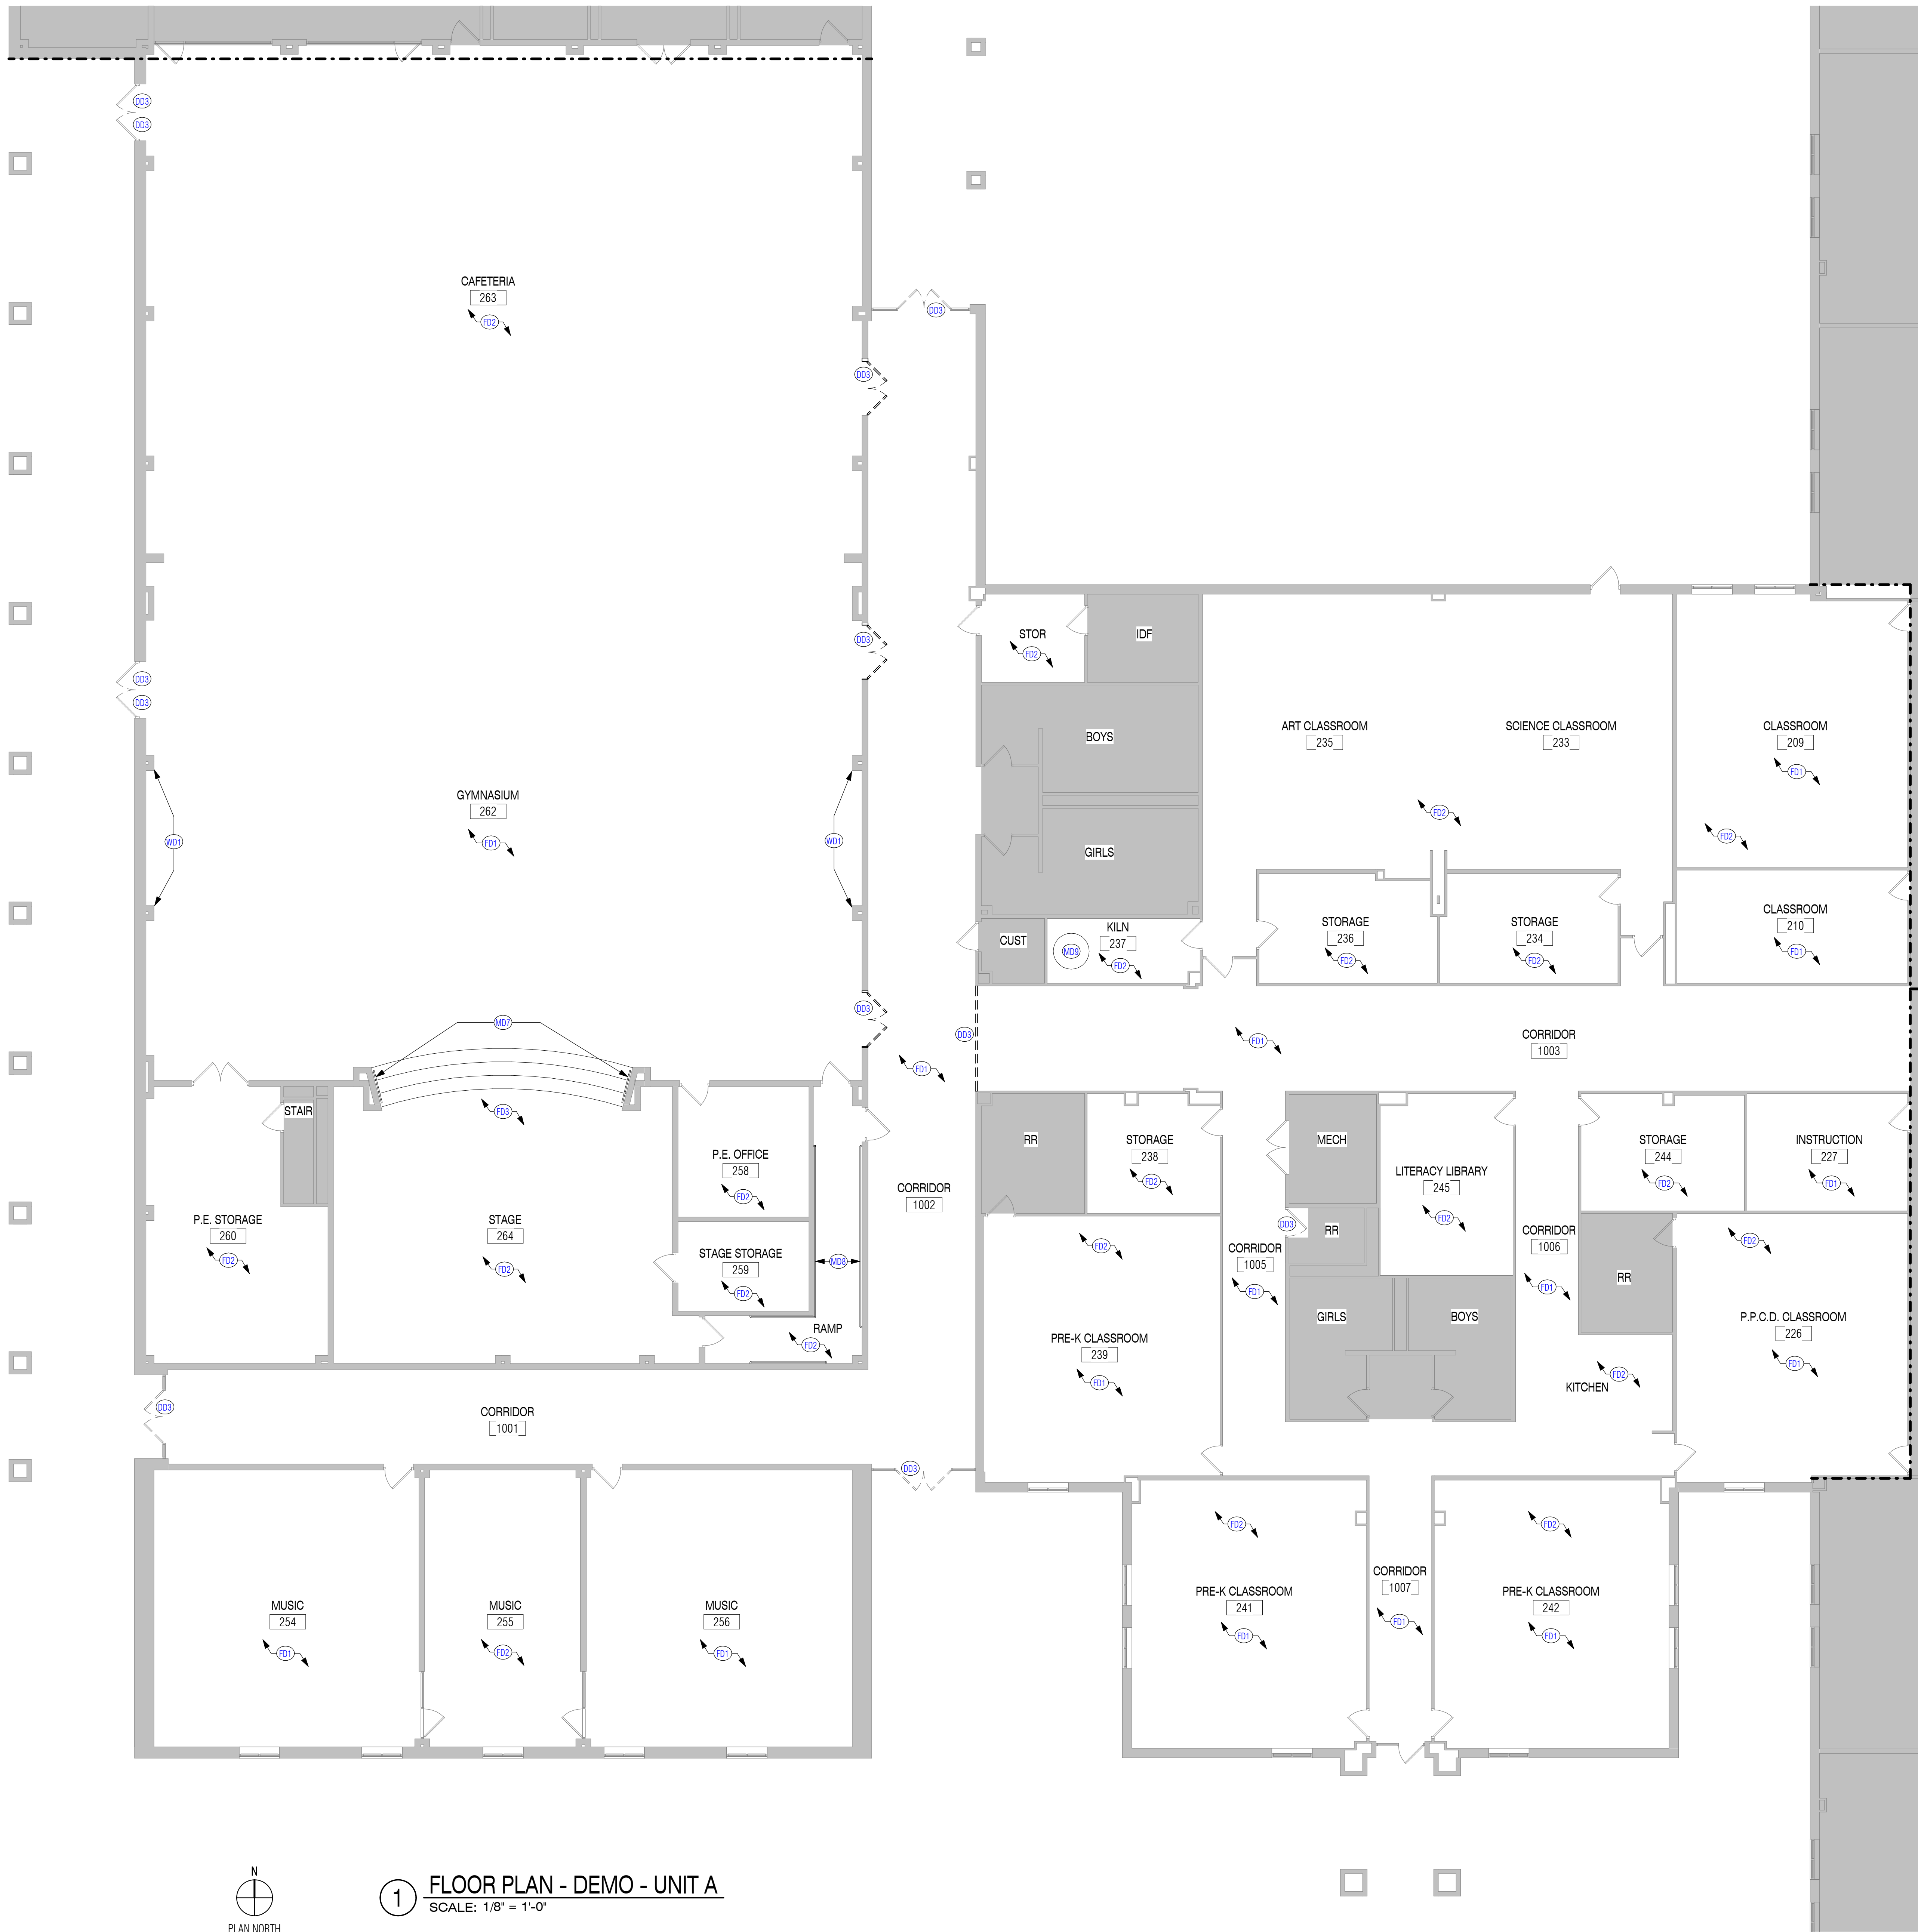 DD3
DD3
CAFETERIA
263
FD2
DD3
DD3
STOR
FD2
IDF
DD3
DD3
DD3
BOYS
ART CLASSROOM
235
SCIENCE CLASSROOM
233
CLASSROOM
209
FD1
GYMNASIUM
262
FD1
WD1
WD1
FD2
FD2
GIRLS
CUST
MD9
KILN
237
FD2
STORAGE
236
FD2
STORAGE
234
FD2
CLASSROOM
210
FD1
MD7
DD3
DD3
FD1
FD1
CORRIDOR
1003
STAIR
FD3
RR
STORAGE
238
FD2
MECH
LITERACY LIBRARY
245
FD2
STORAGE
244
FD2
INSTRUCTION
227
FD1
P.E. OFFICE
258
FD2
CORRIDOR
1002
P.E. STORAGE
260
FD2
STAGE
264
FD2
STAGE STORAGE
259
FD2
MD8
RAMP
FD2
FD2
DD3
RR
CORRIDOR
1005
FD1
CORRIDOR
1006
FD1
RR
FD2
GIRLS
BOYS
P.P.C.D. CLASSROOM
226
FD1
PRE-K CLASSROOM
239
FD1
FD2
KITCHEN
DD3
CORRIDOR
1001
DD3
FD2
FD2
CORRIDOR
1007
FD1
MUSIC
254
FD1
MUSIC
255
FD2
MUSIC
256
FD1
PRE-K CLASSROOM
241
FD1
PRE-K CLASSROOM
242
FD1
N
PLAN NORTH
1
FLOOR PLAN - DEMO - UNIT A
SCALE: 1/8" = 1'-0"